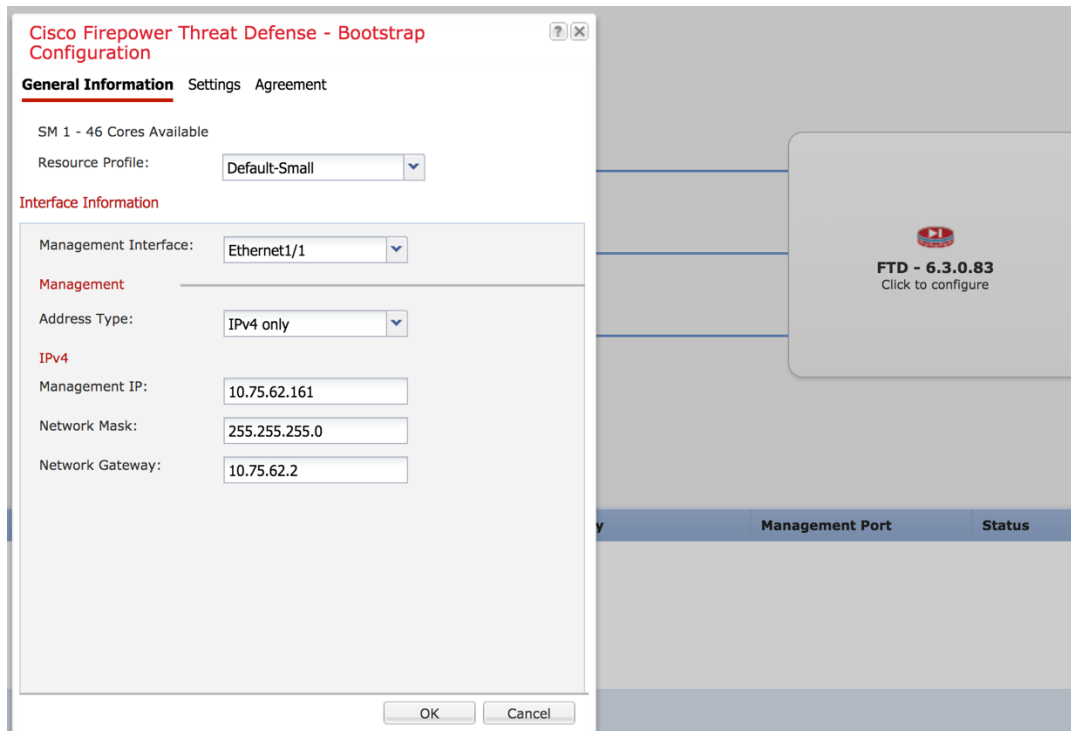 Cisco Firepower Threat Defense - Bootstrap
Configuration
General Information Settings Agreement
SM 1 - 46 Cores Available
Resource Profile: Default-Small
Interface Information
Management Interface: Ethernet1/1
Management
Address Type: IPv4 only
IPv4
Management IP: 10.75.62.161
Network Mask: 255.255.255.0
Network Gateway: 10.75.62.2
OK Cancel
FTD - 6.3.0.83
Click to configure
y Management Port Status